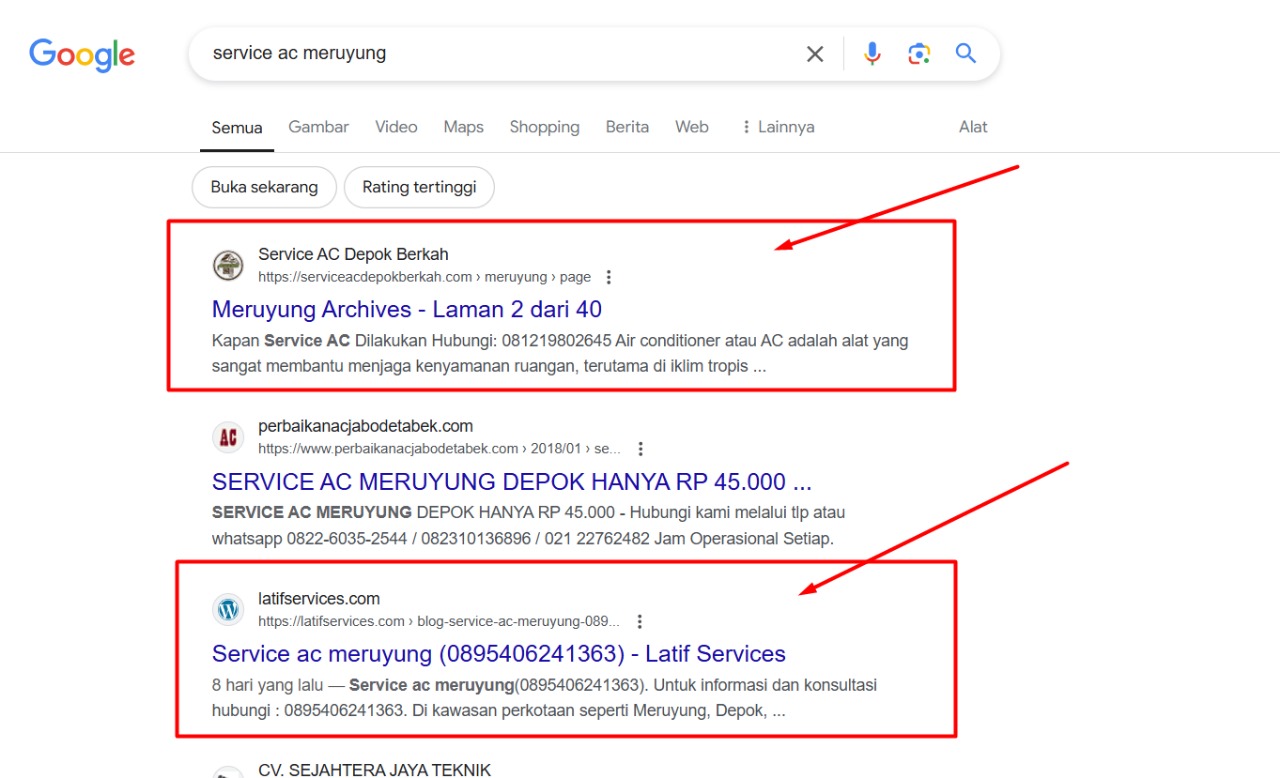 Google
service ac meruyung
Semua Gambar Video Maps Shopping Berita Web Lainnya Alat
Buka sekarang Rating tertinggi
Service AC Depok Berkah
https://serviceacdepokberkah.com › meruyung › page
Meruyung Archives - Laman 2 dari 40
Kapan Service AC Dilakukan Hubungi: 081219802645 Air conditioner atau AC adalah alat yang
sangat membantu menjaga kenyamanan ruangan, terutama di iklim tropis ...
AC
perbaikanacjabodetabek.com
https://www.perbaikanacjabodetabek.com › 2018/01 › se...
SERVICE AC MERUYUNG DEPOK HANYA RP 45.000 ...
SERVICE AC MERUYUNG DEPOK HANYA RP 45.000 - Hubungi kami melalui tlp atau
whatsapp 0822-6035-2544 / 082310136896 / 021 22762482 Jam Operasional Setiap.
latifservices.com
https://latifservices.com › blog-service-ac-meruyung-089...
Service ac meruyung (0895406241363) - Latif Services
8 hari yang lalu — Service ac meruyung(0895406241363). Untuk informasi dan konsultasi
hubungi : 0895406241363. Di kawasan perkotaan seperti Meruyung, Depok, ...
CV. SEJAHTERA JAYA TEKNIK